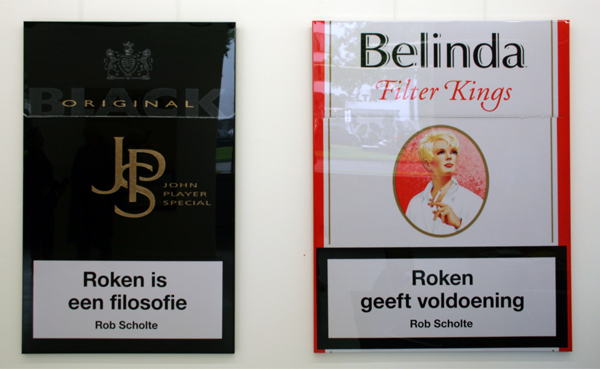 BLACK
ORIGINAL
JPS
JOHN
PLAYER
SPECIAL
Roken is
een filosofie
Rob Scholte
Belinda
Filter Kings
Roken
geeft voldoening
Rob Scholte